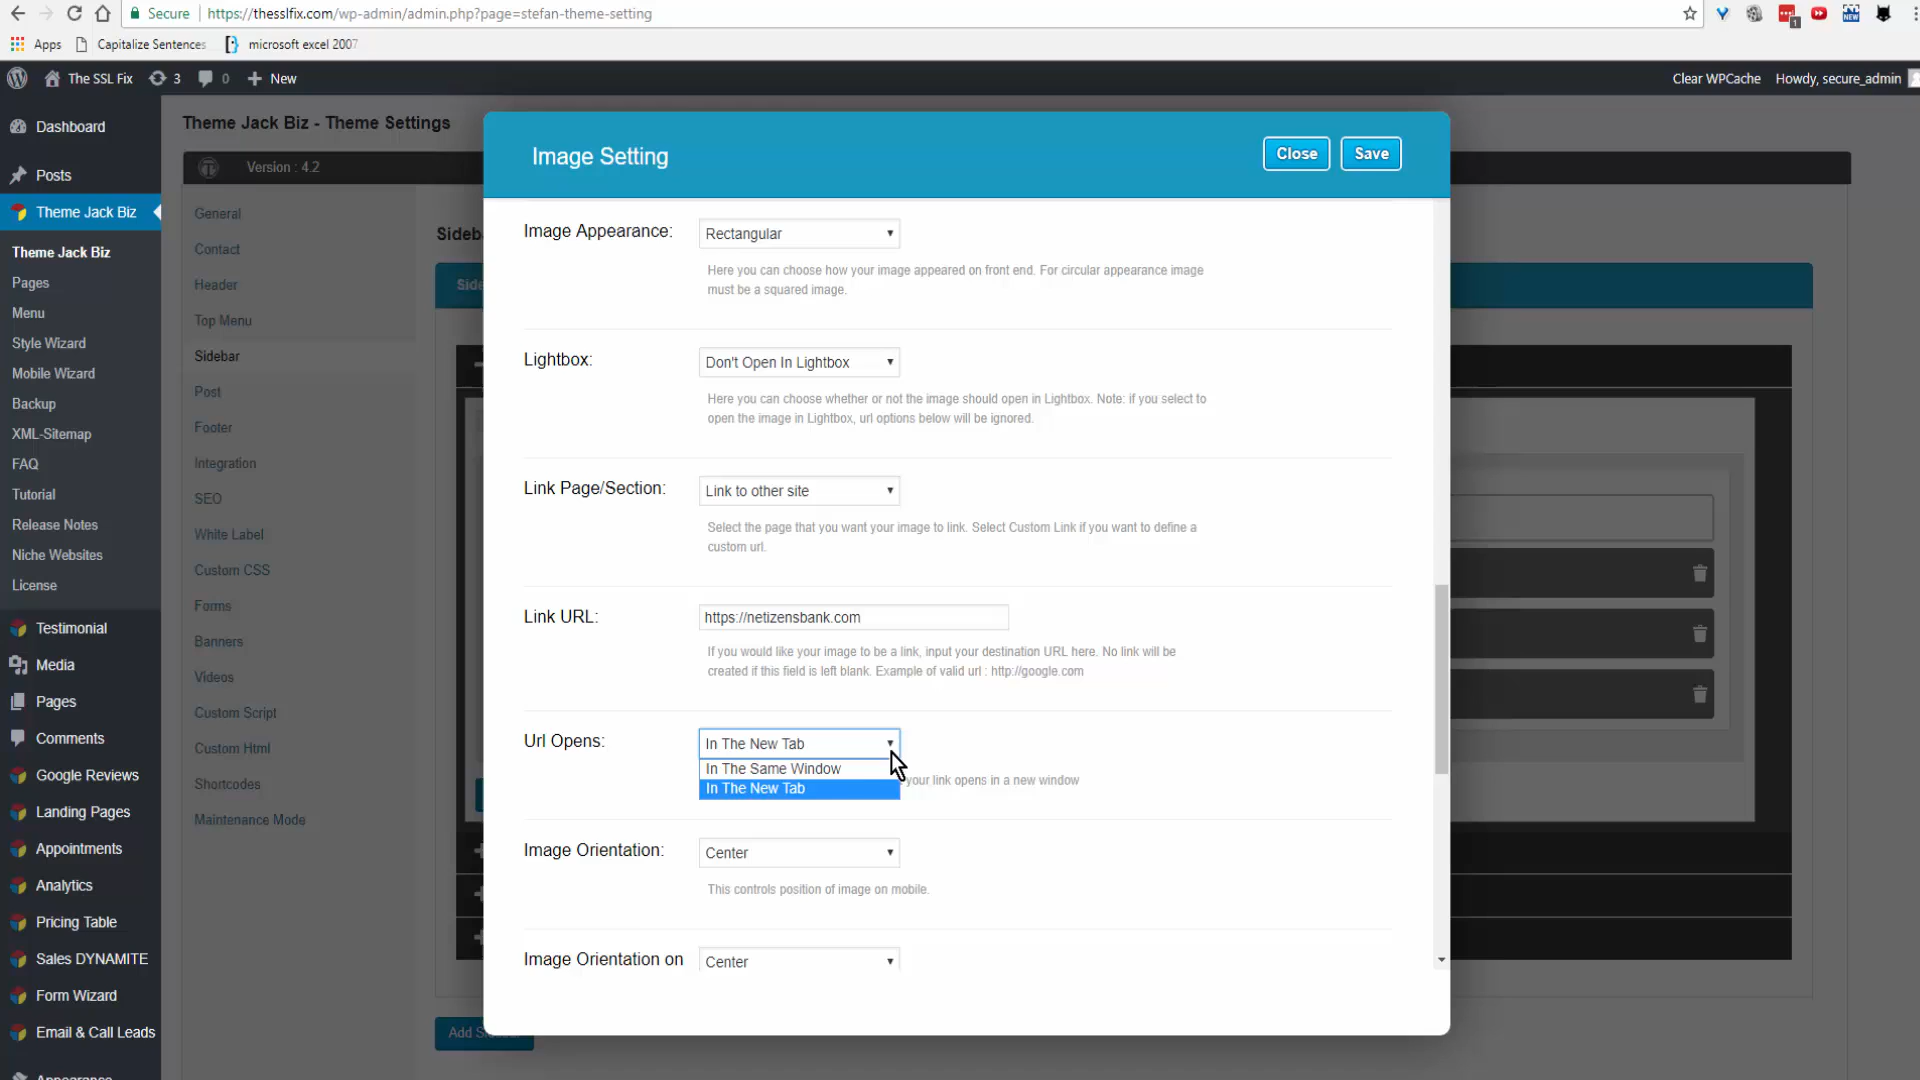 Secure
https://thesslfix.com/wp-admin/admin.php?page=stefan-theme-setting
1
NEW
Apps
Capitalize Sentences
microsoft excel 2007
The SSL Fix
3
0
New
Clear WPCache
Howdy, secure_admin
Dashboard
Posts
Theme Jack Biz
Theme Jack Biz
Pages
Menu
Style Wizard
Mobile Wizard
Backup
XML-Sitemap
FAQ
Tutorial
Release Notes
Niche Websites
License
Testimonial
Media
Pages
Comments
Google Reviews
Landing Pages
Appointments
Analytics
Pricing Table
Sales DYNAMITE
Form Wizard
Email & Call Leads
Appearance
Theme Jack Biz - Theme Settings
Version : 4.2
General
Contact
Header
Top Menu
Sidebar
Post
Footer
Integration
SEO
White Label
Custom CSS
Forms
Banners
Videos
Custom Script
Custom Html
Shortcodes
Maintenance Mode
Sideb
Side
Add S
Image Setting
Close
Save
Image Appearance:
Rectangular
Here you can choose how your image appeared on front end. For circular appearance image
must be a squared image.
Lightbox:
Don't Open In Lightbox
Here you can choose whether or not the image should open in Lightbox. Note: if you select to
open the image in Lightbox, url options below will be ignored.
Link Page/Section:
Link to other site
Select the page that you want your image to link. Select Custom Link if you want to define a
custom url.
Link URL:
https://netizensbank.com
If you would like your image to be a link, input your destination URL here. No link will be
created if this field is left blank. Example of valid url : http://google.com
Url Opens:
In The New Tab
In The Same Window
In The New Tab
your link opens in a new window
Image Orientation:
Center
This controls position of image on mobile.
Image Orientation on
Center